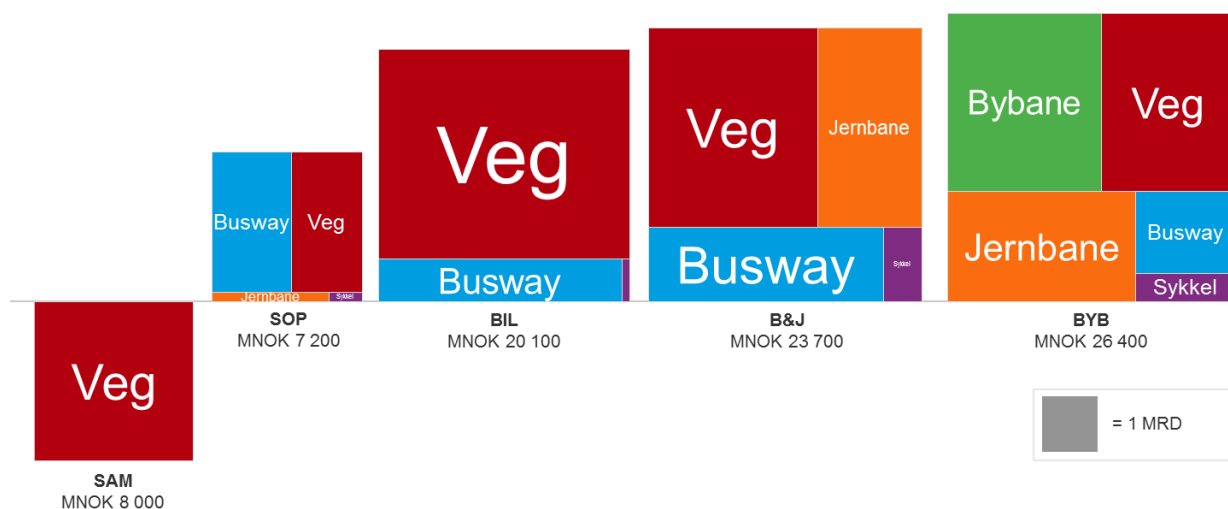 Busway
Veg
Jernbane
Sykkel
SOP
MNOK 7 200
Veg
Busway
BIL
MNOK 20 100
Veg
Jernbane
Busway
Sykkel
B&J
MNOK 23 700
Bybane
Veg
Jernbane
Busway
Sykkel
BYB
MNOK 26 400
Veg
SAM
MNOK 8 000
= 1 MRD